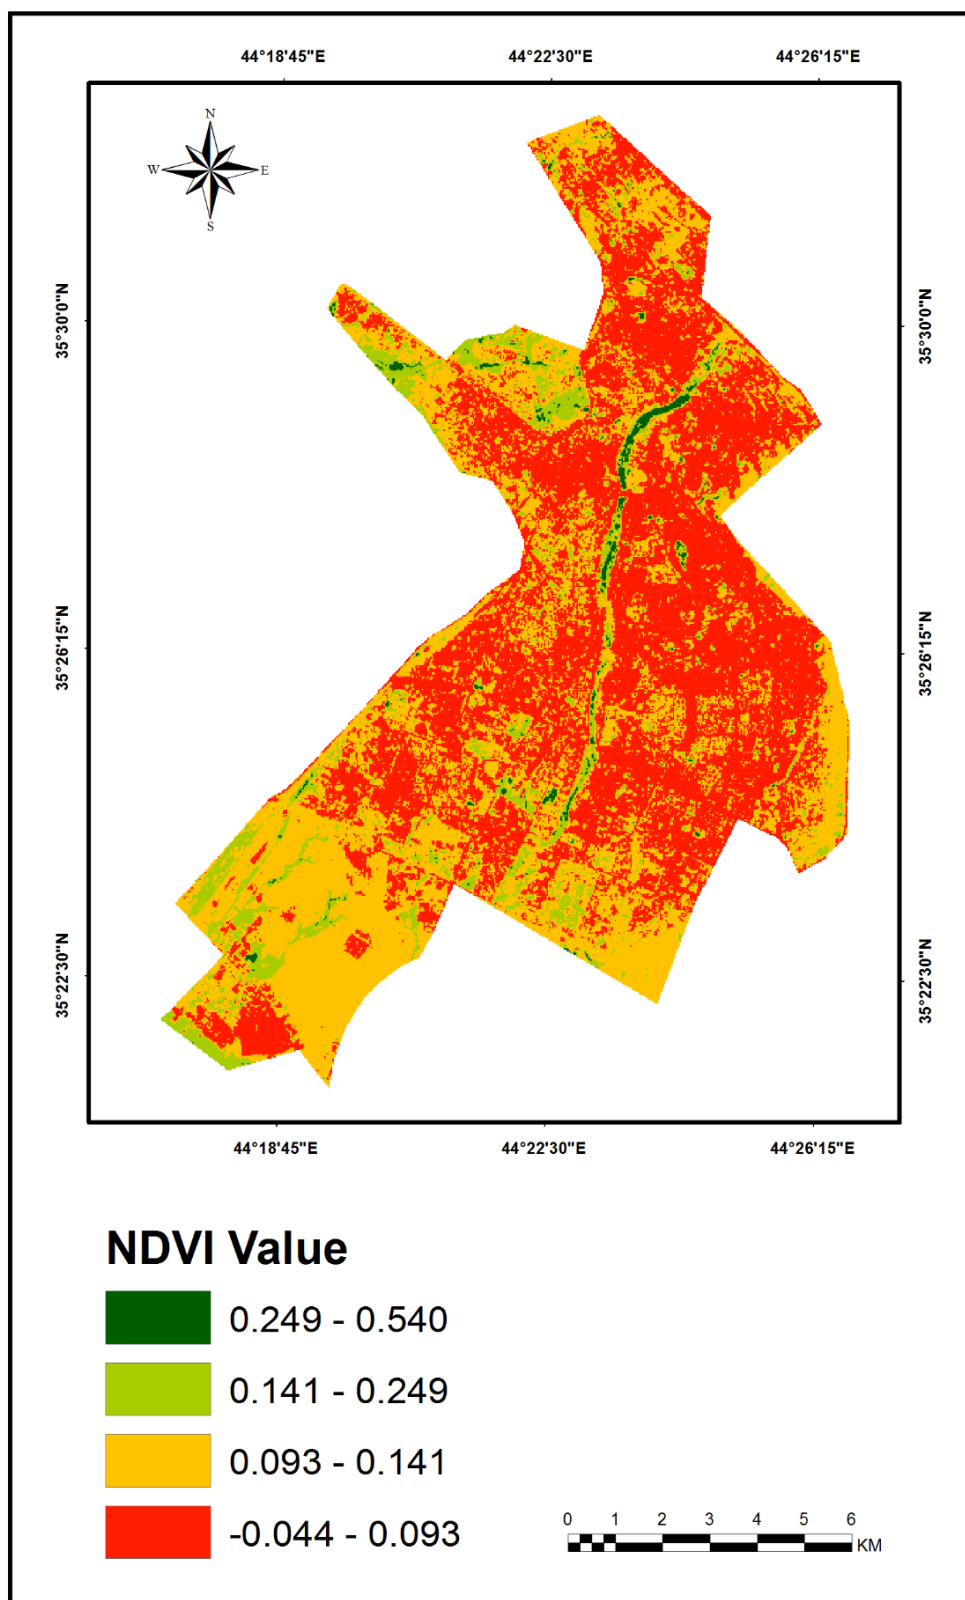 44°18'45"E 44°22'30"E 44°26'15"E
N
W E
S
35°30'0"N 35°30'0"N
35°26'15"N 35°26'15"N
35°22'30"N 35°22'30"N
44°18'45"E 44°22'30"E 44°26'15"E
NDVI Value
0.249 - 0.540
0.141 - 0.249
0.093 - 0.141
-0.044 - 0.093
0 1 2 3 4 5 6
KM